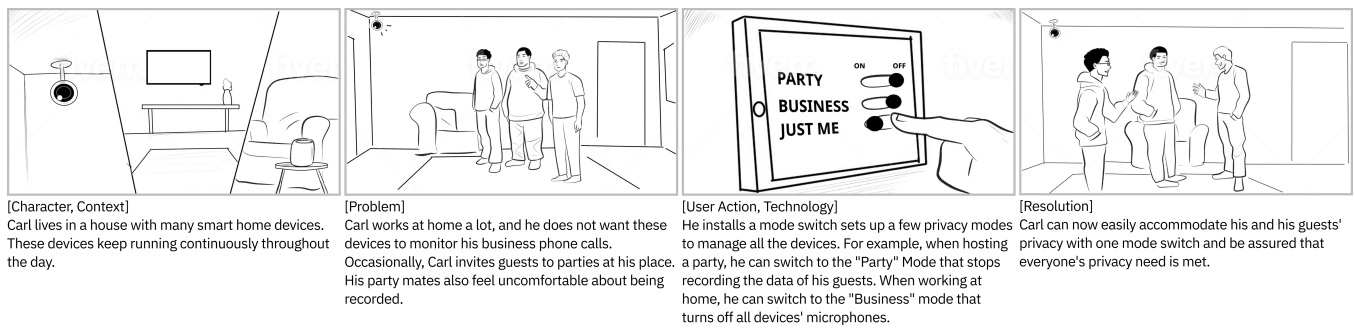 [Character, Context]
Carl lives in a house with many smart home devices.
These devices keep running continuously throughout
the day.
[Problem]
Carl works at home a lot, and he does not want these
devices to monitor his business phone calls.
Occasionally, Carl invites guests to parties at his place.
His party mates also feel uncomfortable about being
recorded.
ON OFF
PARTY
BUSINESS
JUST ME
[User Action, Technology]
He installs a mode switch sets up a few privacy modes
to manage all the devices. For example, when hosting
a party, he can switch to the "Party" Mode that stops
recording the data of his guests. When working at
home, he can switch to the "Business" mode that
turns off all devices' microphones.
[Resolution]
Carl can now easily accommodate his and his guests'
privacy with one mode switch and be assured that
everyone's privacy need is met.